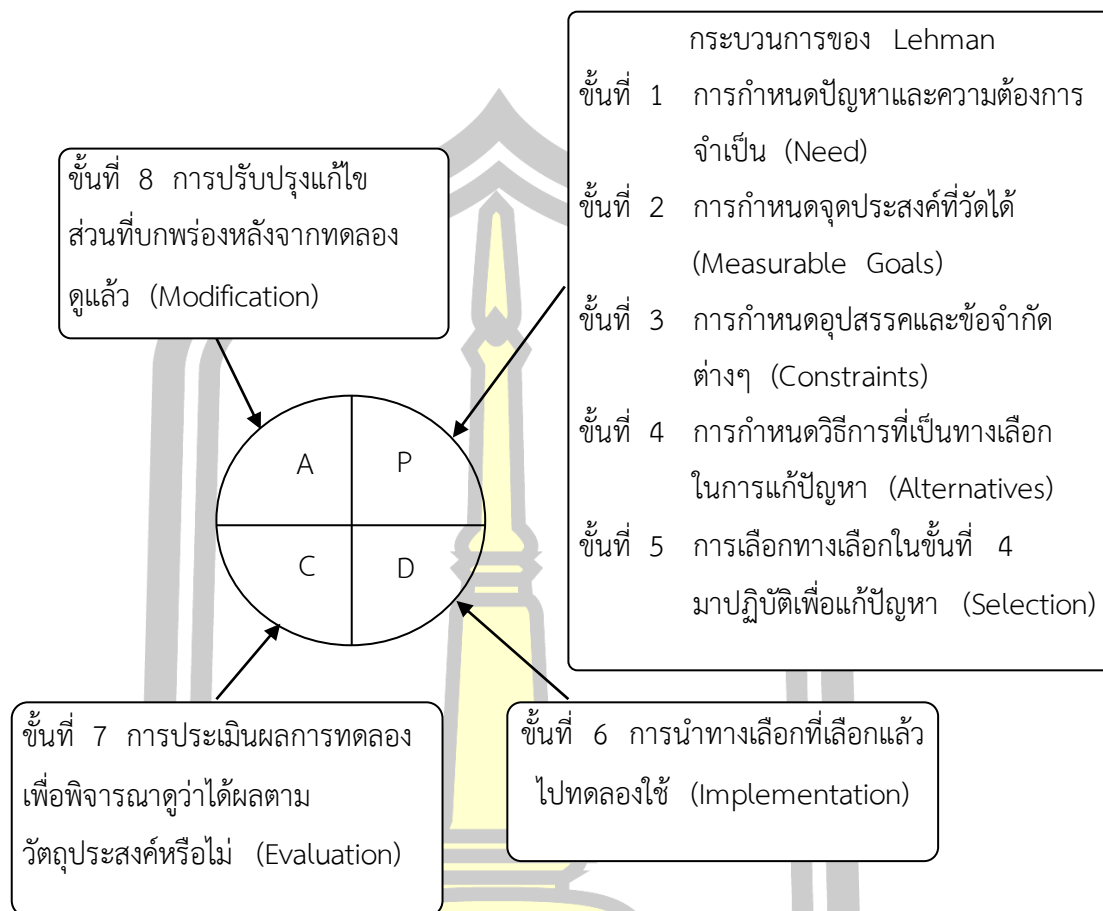 กระบวนการของ Lehman
ขั้นที่ 1 การกำหนดปัญหาและความต้องการ
จำเป็น (Need)
ขั้นที่ 2 การกำหนดจุดประสงค์ที่วัดได้
(Measurable Goals)
ขั้นที่ 3 การกำหนดอุปสรรคและข้อจำกัด
ต่างๆ (Constraints)
ขั้นที่ 4 การกำหนดวิธีการที่เป็นทางเลือก
ในการแก้ปัญหา (Alternatives)
ขั้นที่ 5 การเลือกทางเลือกในขั้นที่ 4
มาปฏิบัติเพื่อแก้ปัญหา (Selection)
ขั้นที่ 8 การปรับปรุงแก้ไข
ส่วนที่บกพร่องหลังจากทดลอง
ดูแล้ว (Modification)
A P
C D
ขั้นที่ 7 การประเมินผลการทดลอง
เพื่อพิจารณาดูว่าได้ผลตาม
วัตถุประสงค์หรือไม่ (Evaluation)
ขั้นที่ 6 การนำทางเลือกที่เลือกแล้ว
ไปทดลองใช้ (Implementation)